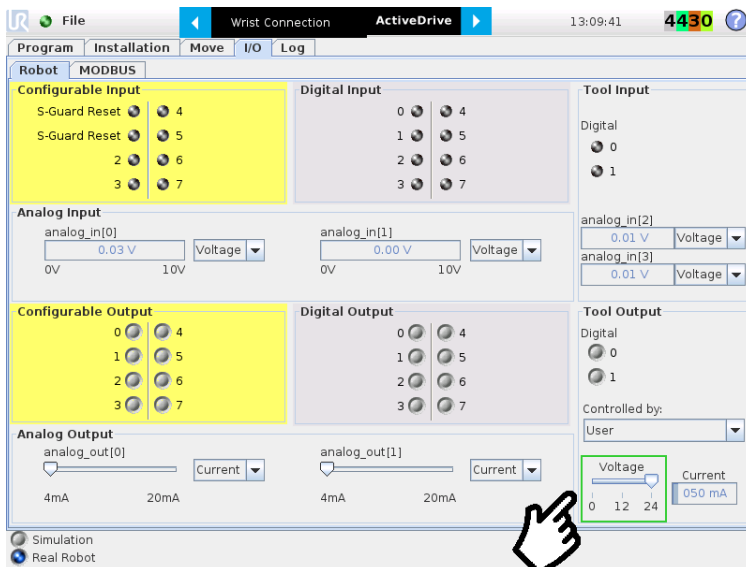 File
Wrist Connection
ActiveDrive
13:09:41
4430
?
Program Installation Move I/O Log
Robot MODBUS
Configurable Input
S-Guard Reset 4
S-Guard Reset 5
2 6
3 7
Digital Input
0 4
1 5
2 6
3 7
Tool Input
Digital
0
1
analog_in[2]
0.01 V Voltage
analog_in[3]
0.01 V Voltage
Analog Input
analog_in[0]
0.03 V Voltage
0V 10V
analog_in[1]
0.00 V Voltage
0V 10V
Configurable Output
0 4
1 5
2 6
3 7
Digital Output
0 4
1 5
2 6
3 7
Tool Output
Digital
0
1
Controlled by:
User
Voltage
0 12 24
Current
050 mA
Analog Output
analog_out[0]
Current
4mA 20mA
analog_out[1]
Current
4mA 20mA
Simulation
Real Robot